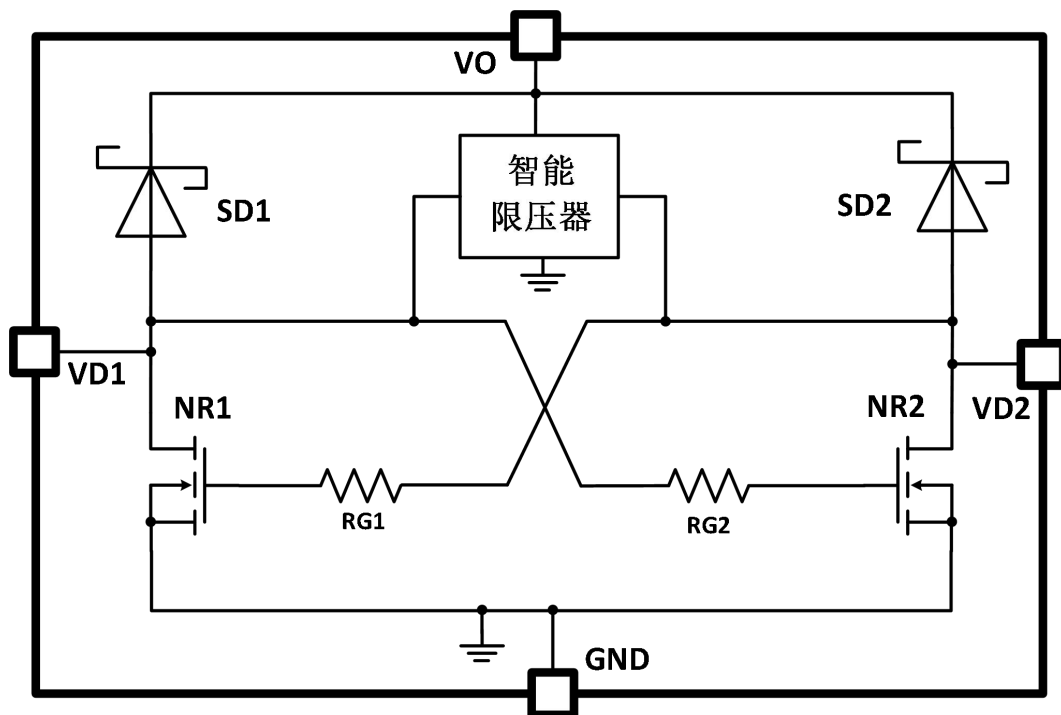 VO
智能
限压器
SD1
SD2
VD1
VD2
NR1
NR2
RG1
RG2
GND